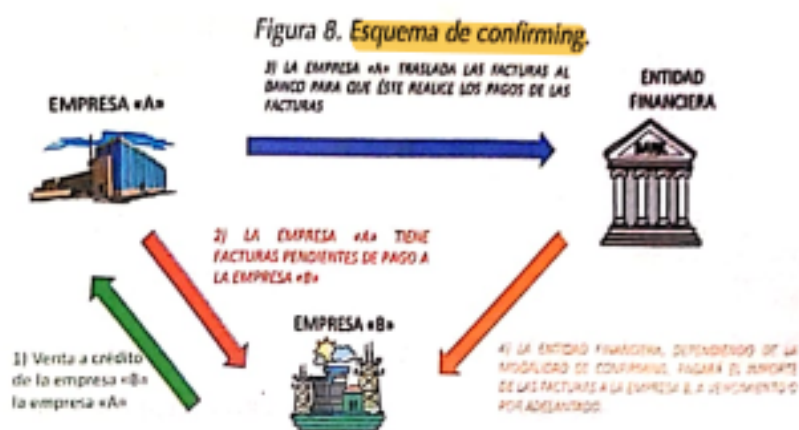 Figura 8. Esquema de confirming.
3) LA EMPRESA «A» TRASLADA LAS FACTURAS AL
BANCO PARA QUE ÉSTE REALICE LOS PAGOS DE LAS
FACTURAS
EMPRESA «A»
ENTIDAD
FINANCIERA
BANK
2) LA EMPRESA «A» TIENE
FACTURAS PENDIENTES DE PAGO A
LA EMPRESA «B»
EMPRESA «B»
1) Venta a crédito
de la empresa «B»
la empresa «A»
4) LA ENTIDAD FINANCIERA, DEPENDIENDO DE LA
MODALIDAD DE CONFIRMING, PAGARÁ EL IMPORTE
DE LAS FACTURAS A LA EMPRESA B, A VENCIMIENTO O
POR ADELANTADO.